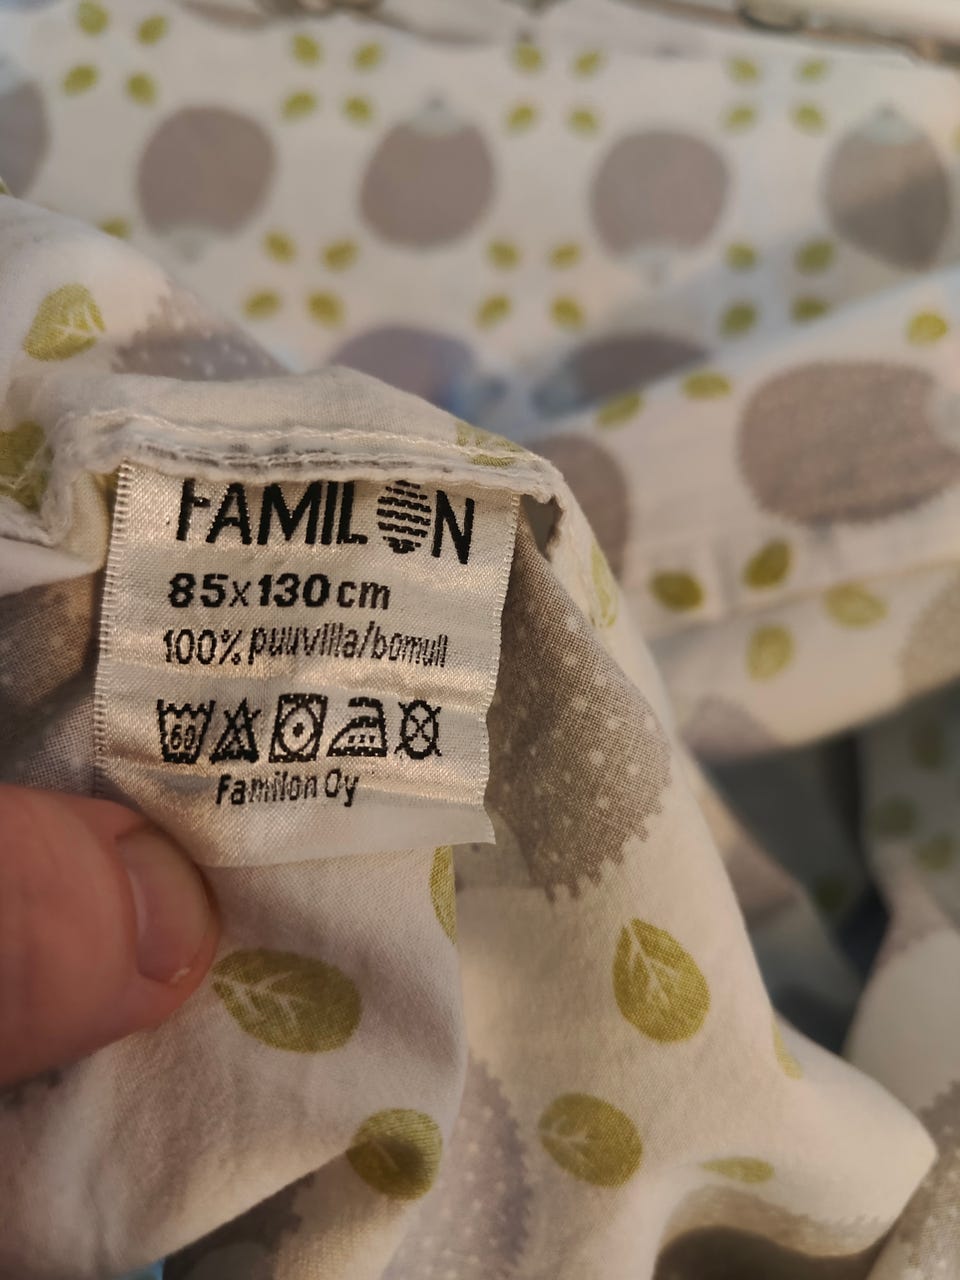 FAMILON
85x130cm
100% puuvilla/bomull
60
Familon Oy